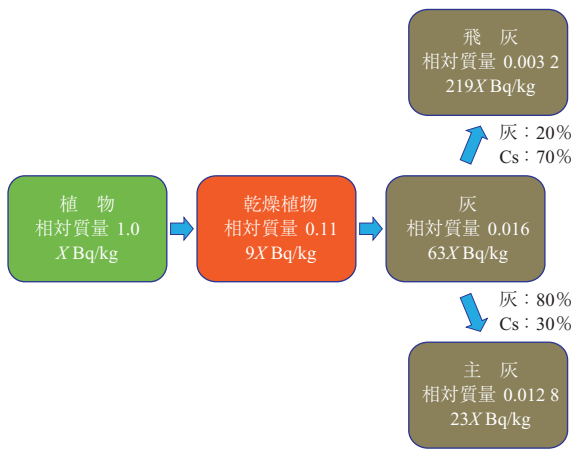 飛　灰
相対質量 0.003 2
219X Bq/kg
灰：20％
Cs：70％
植　物
相対質量 1.0
X Bq/kg
乾燥植物
相対質量 0.11
9X Bq/kg
灰
相対質量 0.016
63X Bq/kg
灰：80％
Cs：30％
主　灰
相対質量 0.012 8
23X Bq/kg